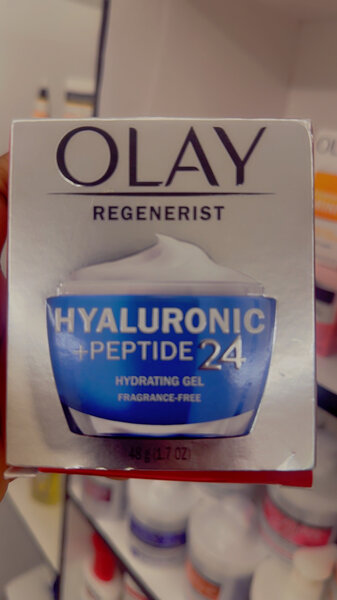 OLAY
REGENERIST
HYALURONIC
+PEPTIDE 24
HYDRATING GEL
FRAGRANCE-FREE
48 g (1.7 OZ)